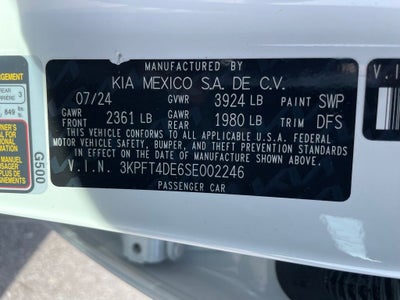 MANUFACTURED BY
KIA MEXICO S.A. DE C.V.
07/24 GVWR 3924 LB PAINT SWP
GAWR FRONT 2361 LB GAWR REAR 1980 LB TRIM DFS
THIS VEHICLE CONFORMS TO ALL APPLICABLE U.S.A. FEDERAL
MOTOR VEHICLE SAFETY, BUMPER, AND THEFT PREVENTION STANDARDS
IN EFFECT ON THE DATE OF MANUFACTURE SHOWN ABOVE.
V.I.N. 3KPFT4DE6SE002246
PASSENGER CAR
G500
REAR 3
V.I.